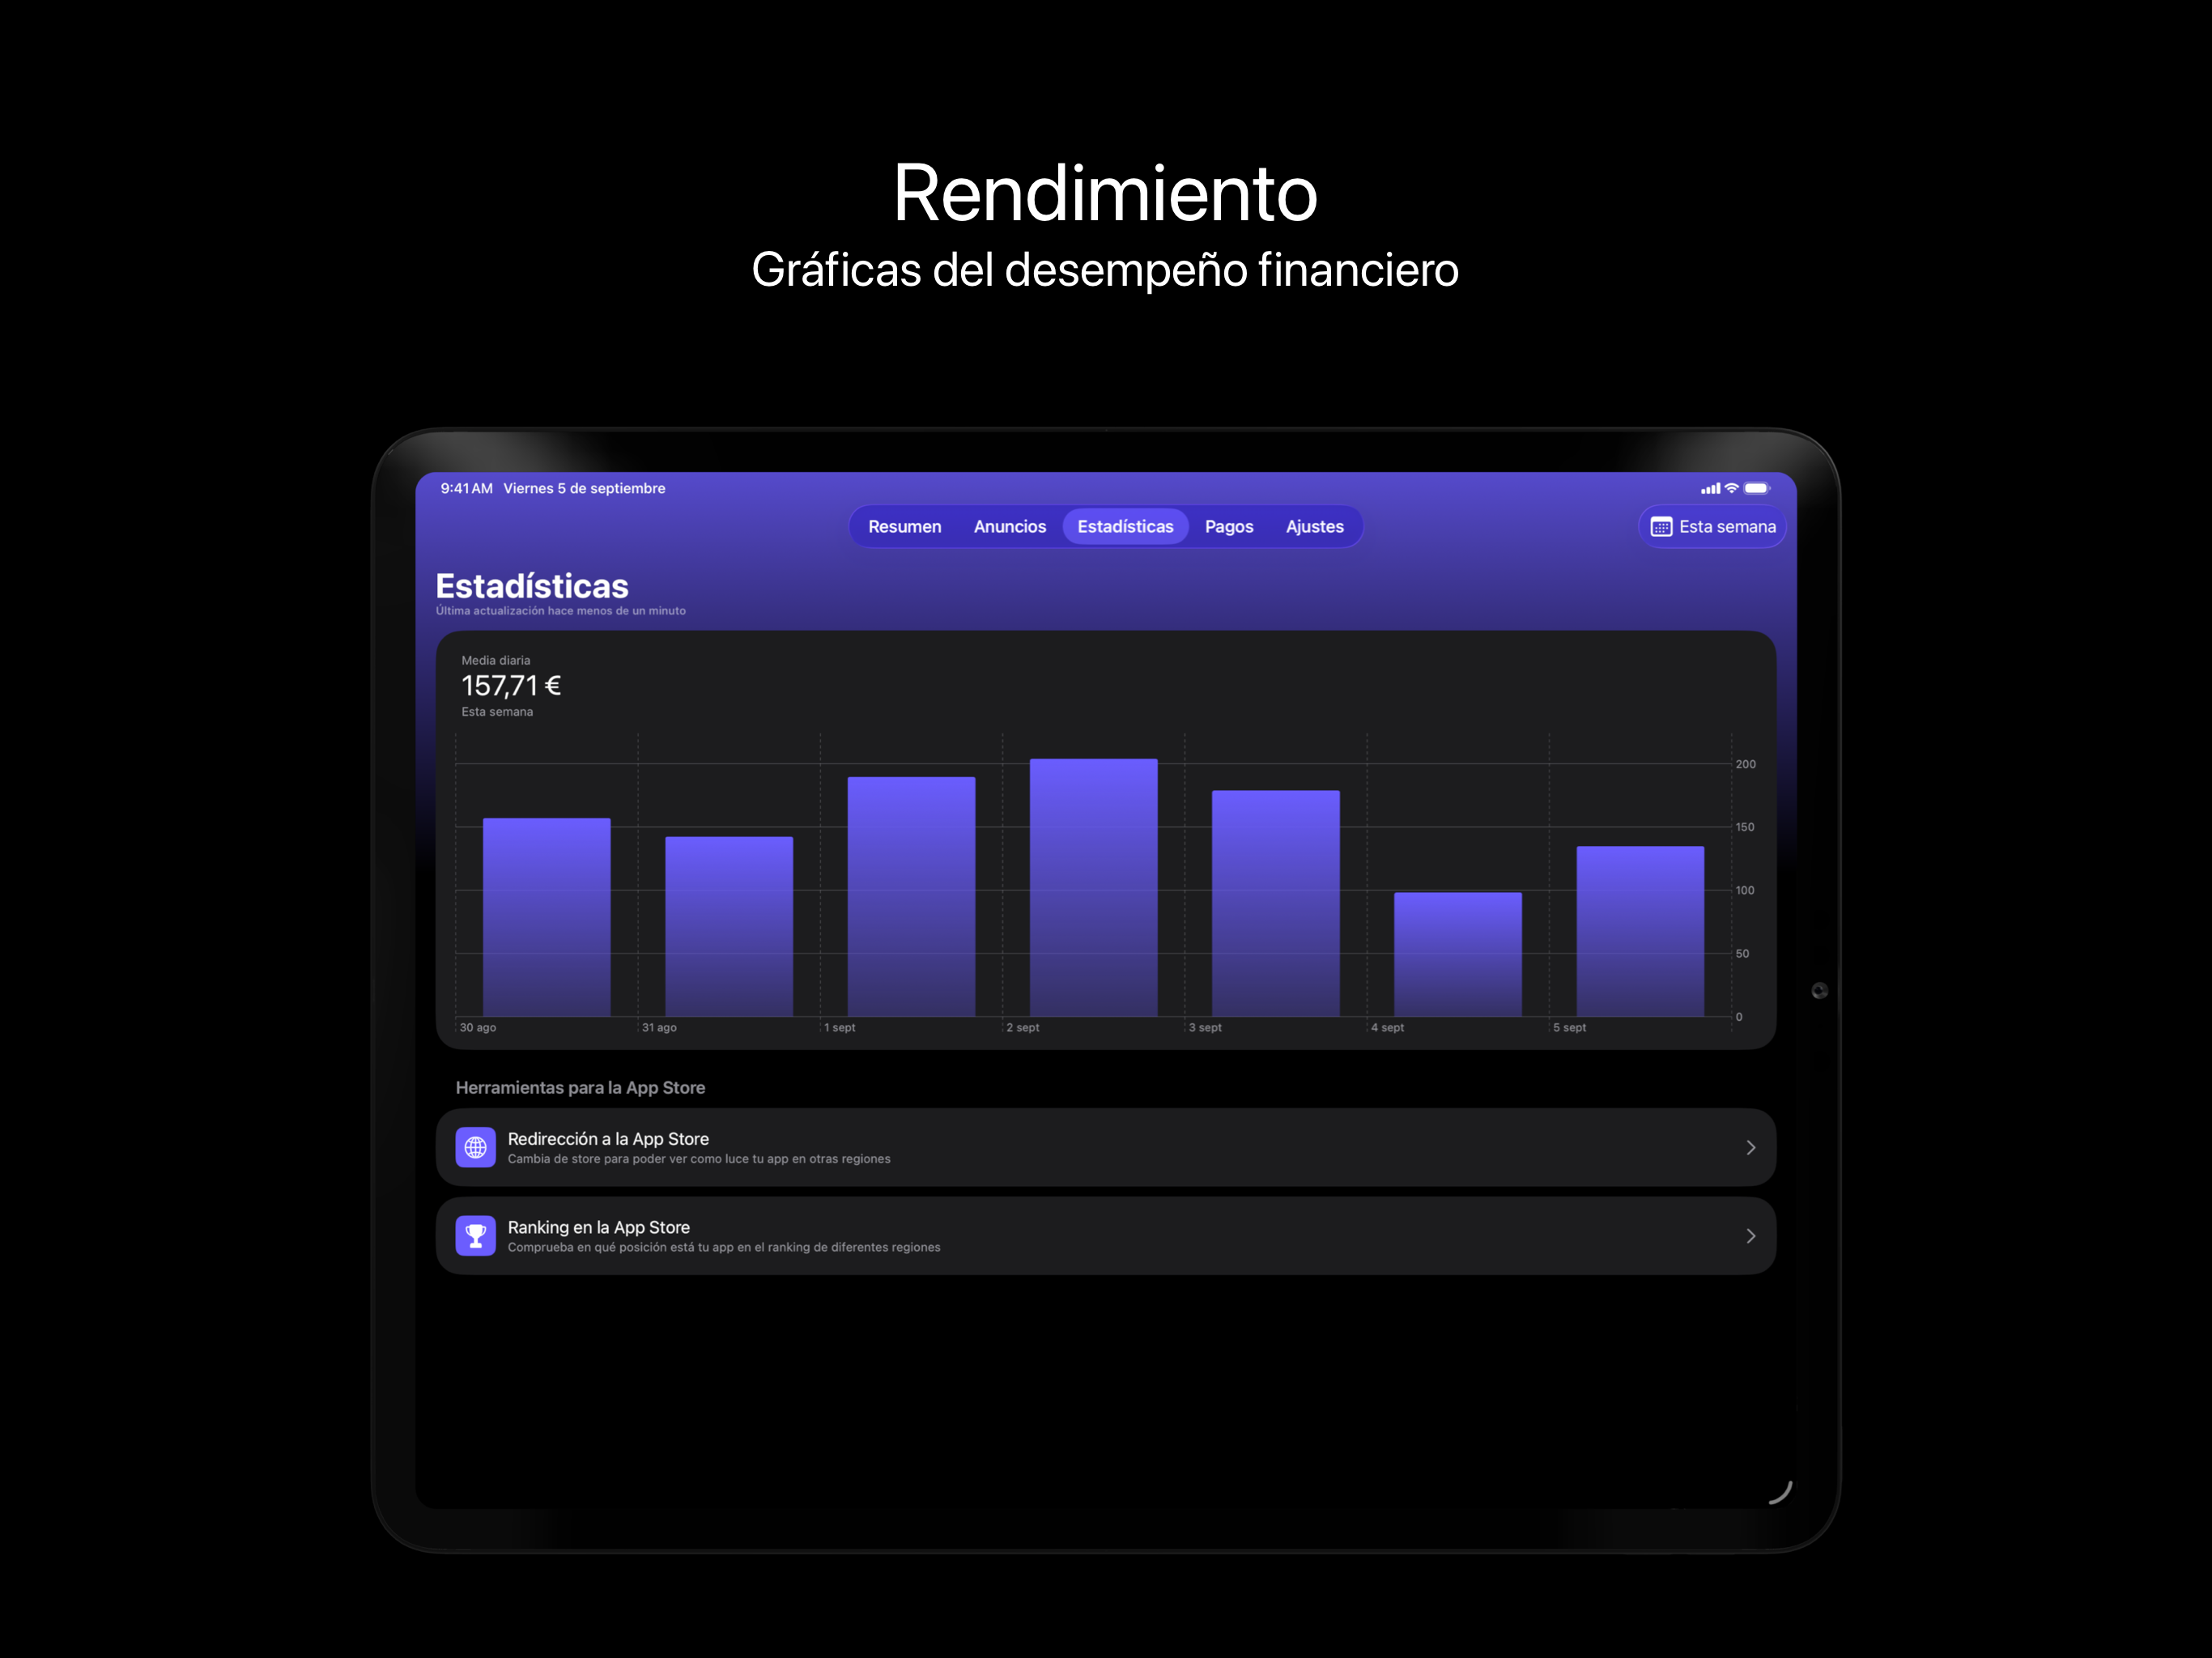 Rendimiento
Gráficas del desempeño financiero
9:41 AM Viernes 5 de septiembre
Resumen Anuncios Estadísticas Pagos Ajustes
Esta semana
Estadísticas
Última actualización hace menos de un minuto
Media diaria
157,71 €
Esta semana
200
150
100
50
0
30 ago 31 ago 1 sept 2 sept 3 sept 4 sept 5 sept
Herramientas para la App Store
Redirección a la App Store
Cambia de store para poder ver como luce tu app en otras regiones
Ranking en la App Store
Comprueba en qué posición está tu app en el ranking de diferentes regiones